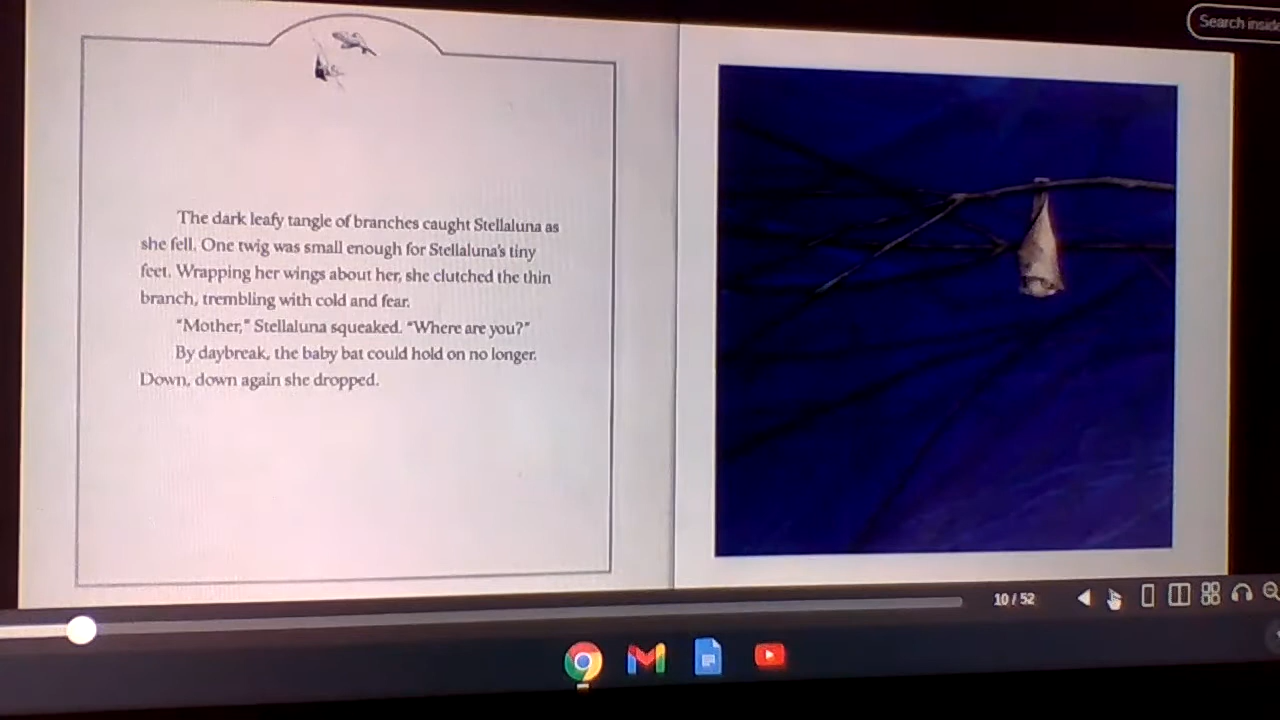 Search inside
The dark leafy tangle of branches caught Stellaluna as
she fell. One twig was small enough for Stellaluna's tiny
feet. Wrapping her wings about her, she clutched the thin
branch, trembling with cold and fear.
"Mother," Stellaluna squeaked. "Where are you?"
By daybreak, the baby bat could hold on no longer.
Down, down again she dropped.
10 / 52